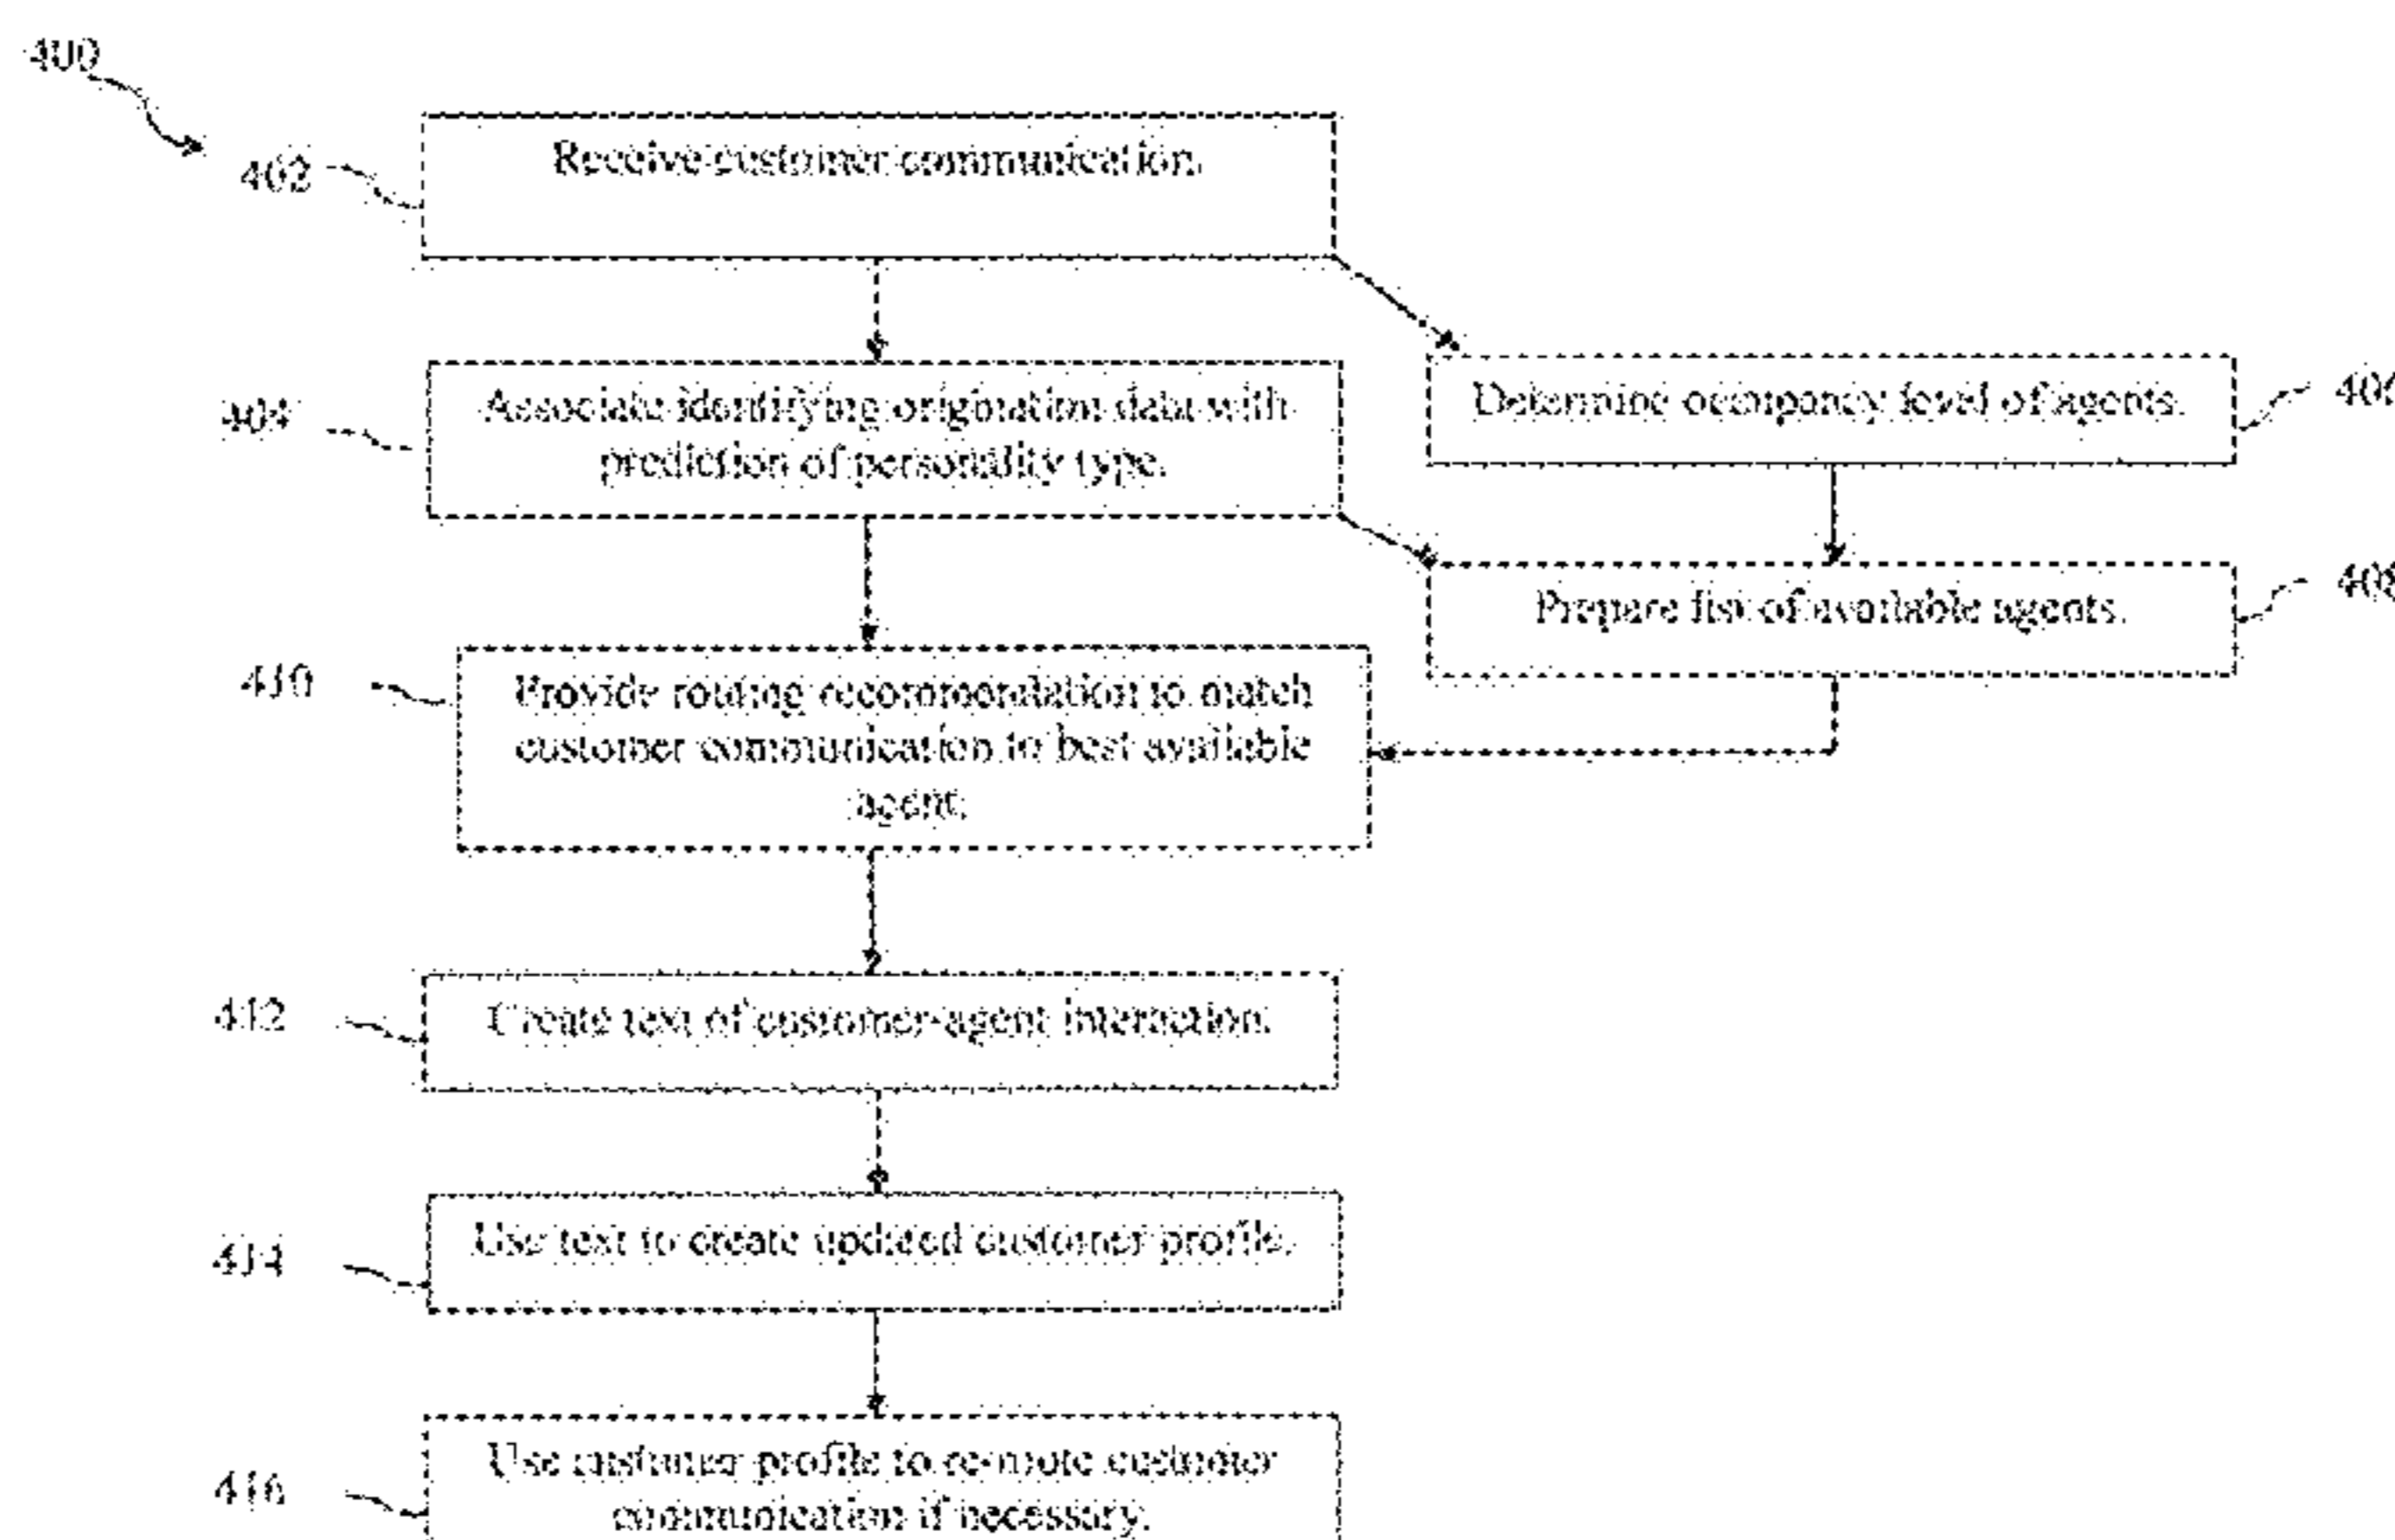 400
402
Receive customer communication.
404
Associate identifying origination data with
prediction of personality type.
Determine occupancy level of agents.
Prepare list of available agents.
408
410
Provide routing recommendation to match
customer communication to best available
agent.
412
Create text of customer-agent interaction.
414
Use text to create updated customer profile.
416
Use customer profile to re-route customer
communication if necessary.